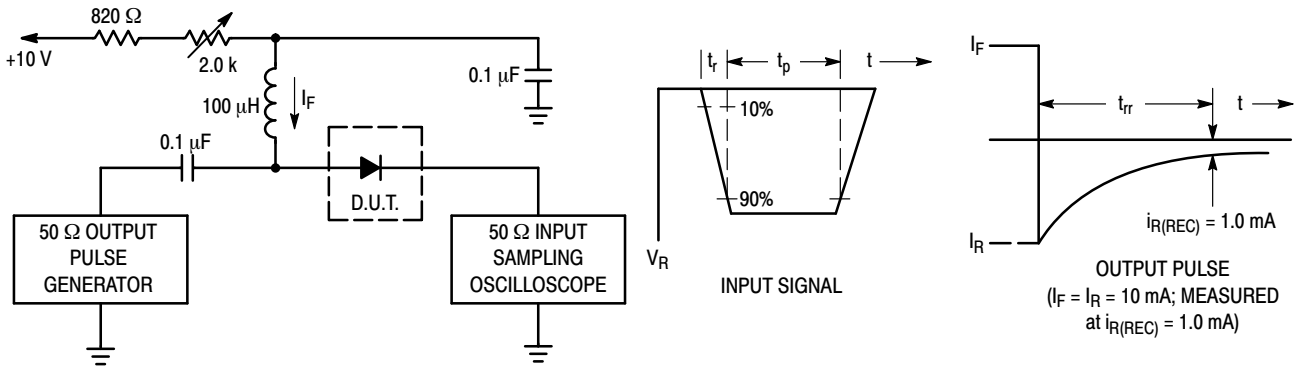 820 Ω
+10 V
2.0 k
100 μH
I_F
0.1 μF
0.1 μF
D.U.T.
50 Ω OUTPUT
PULSE
GENERATOR
50 Ω INPUT
SAMPLING
OSCILLOSCOPE
t_r
t_p
t
10%
90%
V_R
INPUT SIGNAL
I_F
t_rr
t
i_R(REC) = 1.0 mA
I_R
OUTPUT PULSE
(I_F = I_R = 10 mA; MEASURED
at i_R(REC) = 1.0 mA)